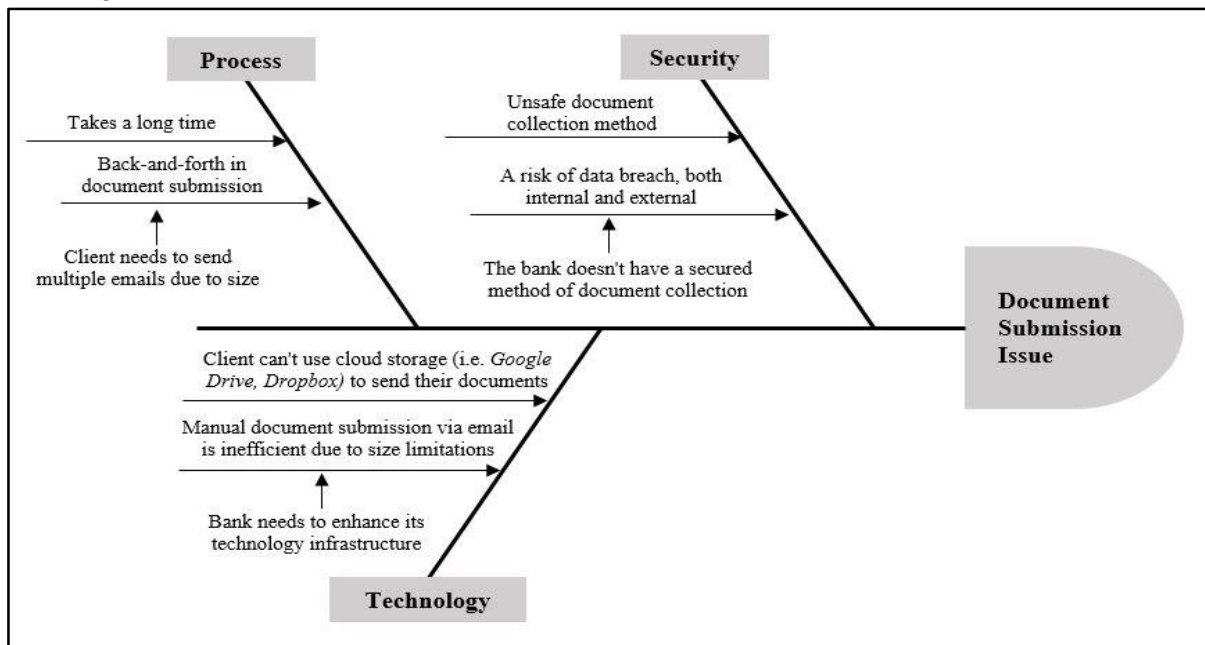 Process
Takes a long time
Back-and-forth in
document submission
Client needs to send
multiple emails due to size
Security
Unsafe document
collection method
A risk of data breach, both
internal and external
The bank doesn't have a secured
method of document collection
Document
Submission
Issue
Client can't use cloud storage (i.e. Google
Drive, Dropbox) to send their documents
Manual document submission via email
is inefficient due to size limitations
Bank needs to enhance its
technology infrastructure
Technology